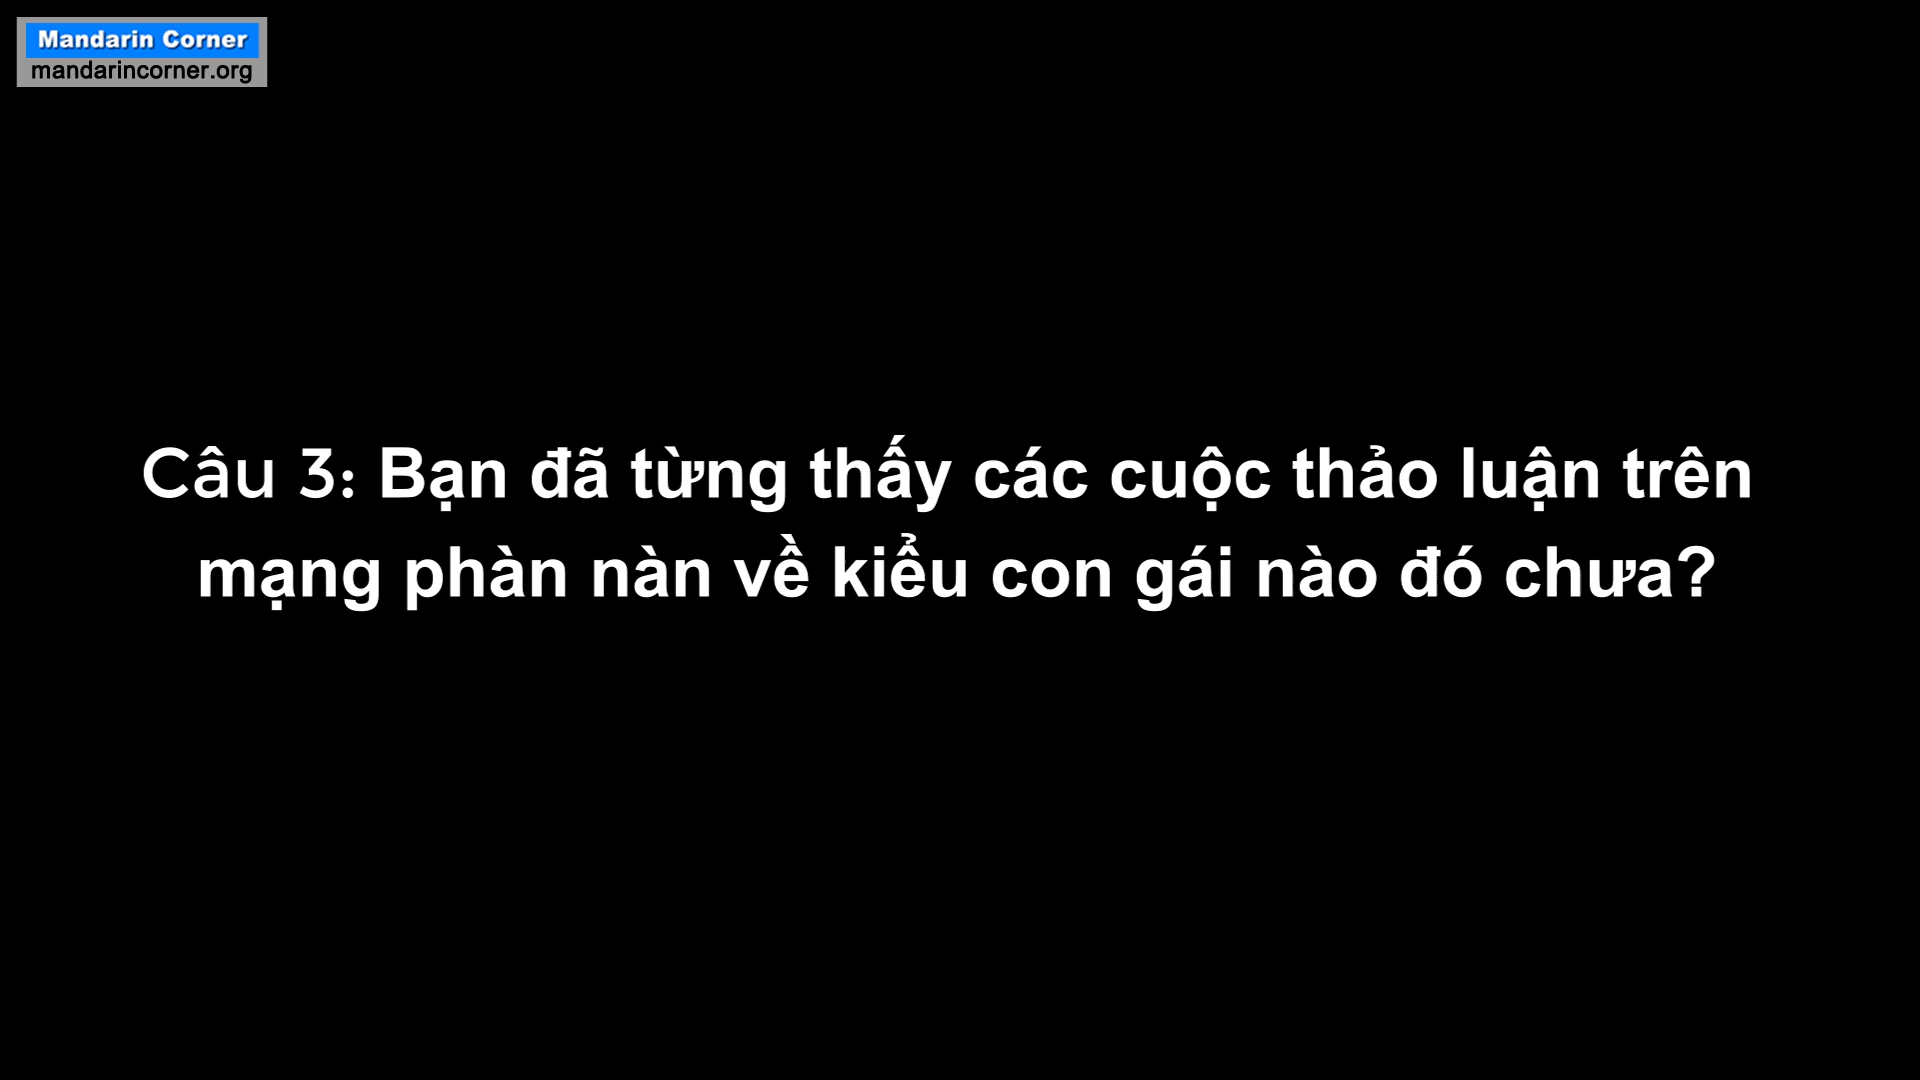 Mandarin Corner
mandarincorner.org
Câu 3: Bạn đã từng thấy các cuộc thảo luận trên
mạng phàn nàn về kiểu con gái nào đó chưa?